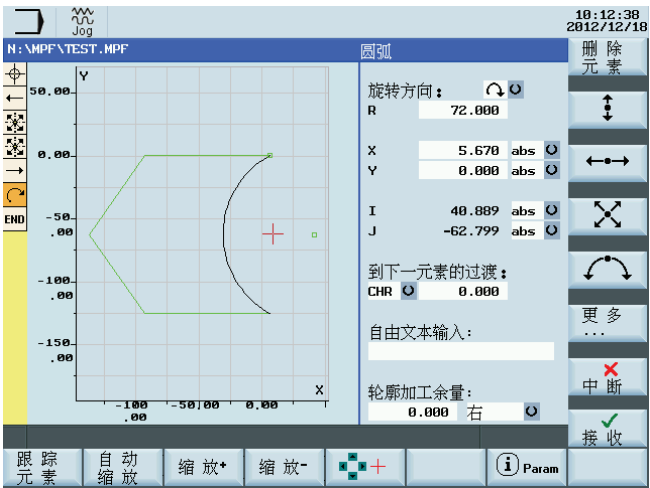 Jog
10:12:38
2012/12/18
N:\MPF\TEST.MPF
圆弧
删 除
元 素
Y
50.00
0.00
-50
.00
-100
.00
-150
.00
END
X
-100
.00
-50.00
0.00
旋转方向:
R 72.000
X 5.670 abs
Y 0.000 abs
I 40.889 abs
J -62.799 abs
到下一元素的过渡:
CHR 0.000
自由文本输入:
轮廓加工余量:
0.000 右
更 多
...
中 断
接 收
跟 踪
元 素
自 动
缩 放
缩 放+
缩 放-
i Param